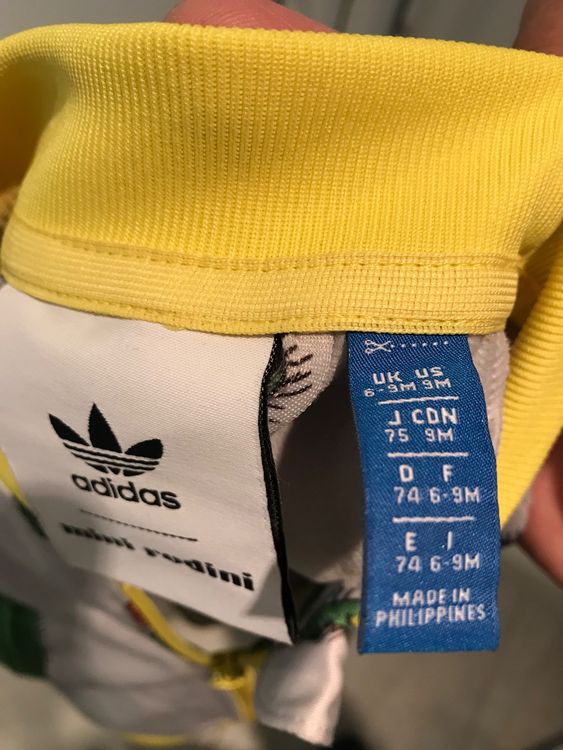 adidas
mini rodini
UK US
6-9M 9M
J CDN
75 9M
D F
74 6-9M
E I
74 6-9M
MADE IN
PHILIPPINES